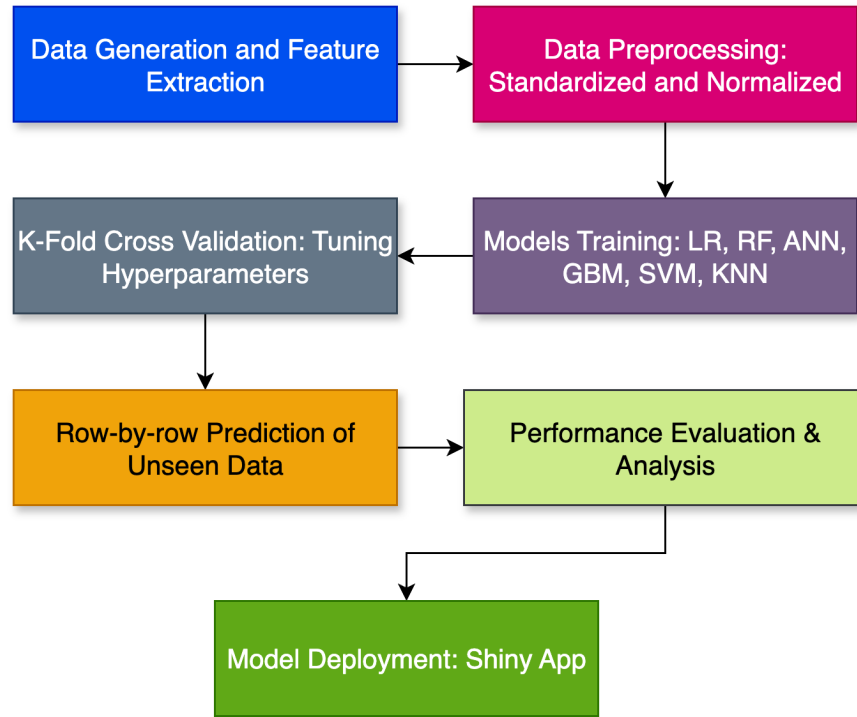 Data Generation and Feature
Extraction
Data Preprocessing:
Standardized and Normalized
K-Fold Cross Validation: Tuning
Hyperparameters
Models Training: LR, RF, ANN,
GBM, SVM, KNN
Row-by-row Prediction of
Unseen Data
Performance Evaluation &
Analysis
Model Deployment: Shiny App